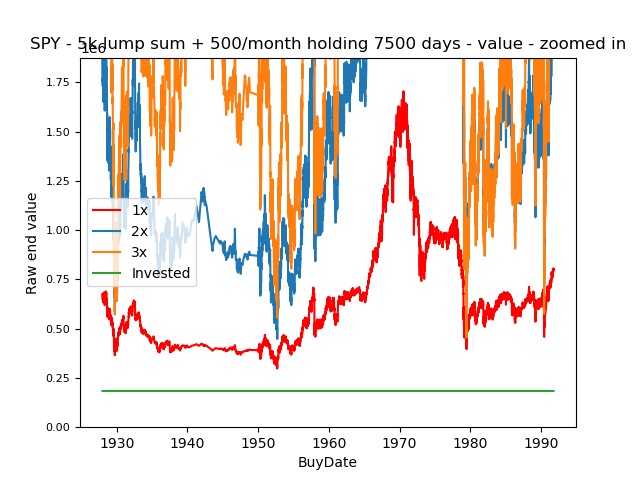 SPY - 5k lump sum + 500/month holding 7500 days - value - zoomed in
1e6
1.75
1.50
1.25
1.00
0.75
0.50
0.25
0.00
Raw end value
1x
2x
3x
Invested
1930 1940 1950 1960 1970 1980 1990
BuyDate